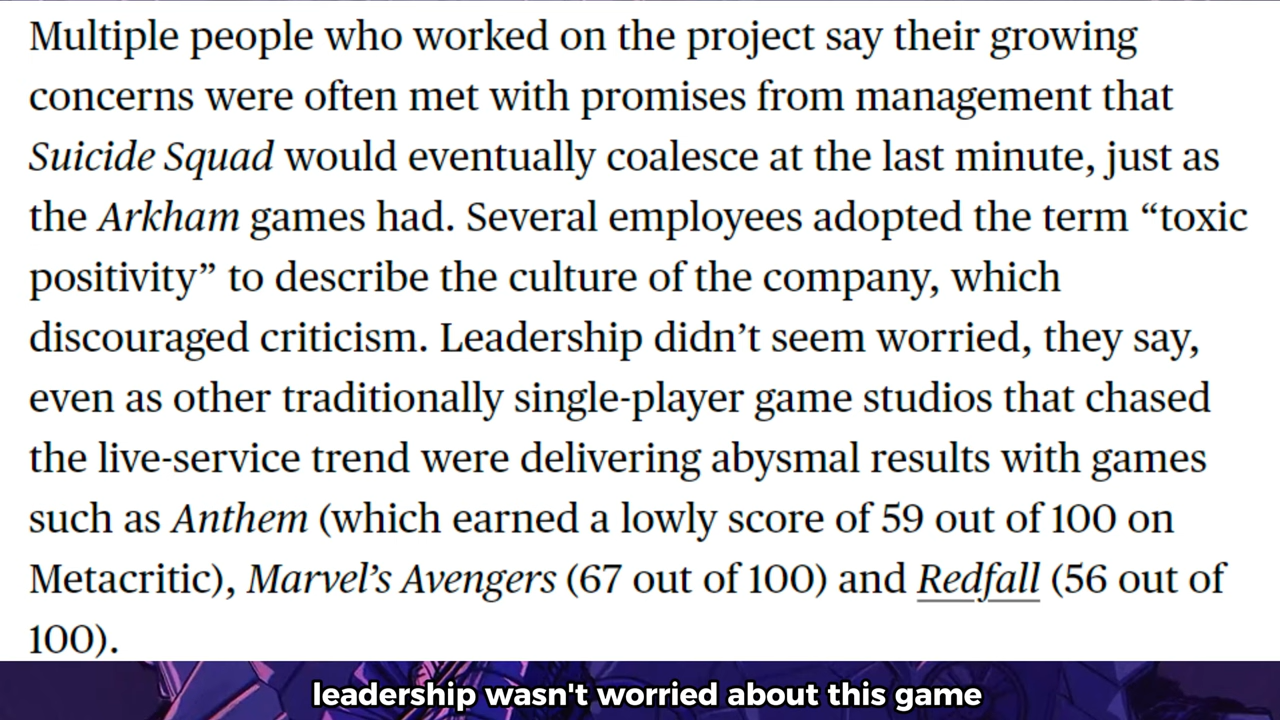 Multiple people who worked on the project say their growing
concerns were often met with promises from management that
Suicide Squad would eventually coalesce at the last minute, just as
the Arkham games had. Several employees adopted the term “toxic
positivity” to describe the culture of the company, which
discouraged criticism. Leadership didn’t seem worried, they say,
even as other traditionally single-player game studios that chased
the live-service trend were delivering abysmal results with games
such as Anthem (which earned a lowly score of 59 out of 100 on
Metacritic), Marvel’s Avengers (67 out of 100) and Redfall (56 out of
100).
leadership wasn't worried about this game